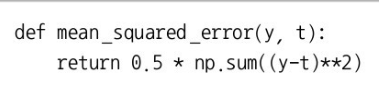 def mean_squared_error(y, t):
    return 0.5 * np.sum((y-t)**2)